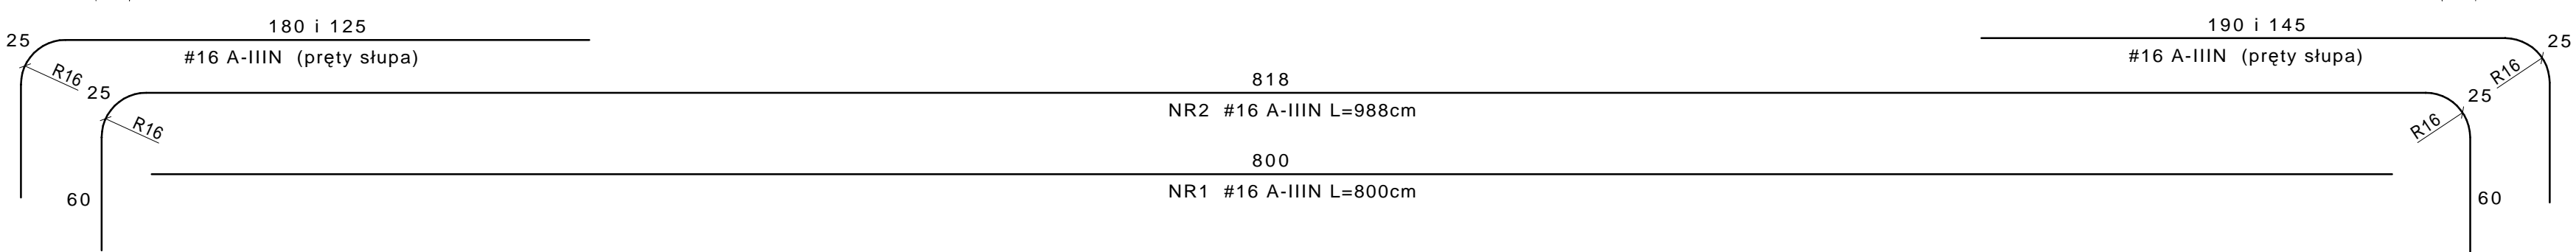 180 i 125
190 i 145
25
#16 A-IIIN (pręty słupa)
#16 A-IIIN (pręty słupa)
25
R16
R16
818
25
25
NR2 #16 A-IIIN L=988cm
R16
R16
800
NR1 #16 A-IIIN L=800cm
60
60